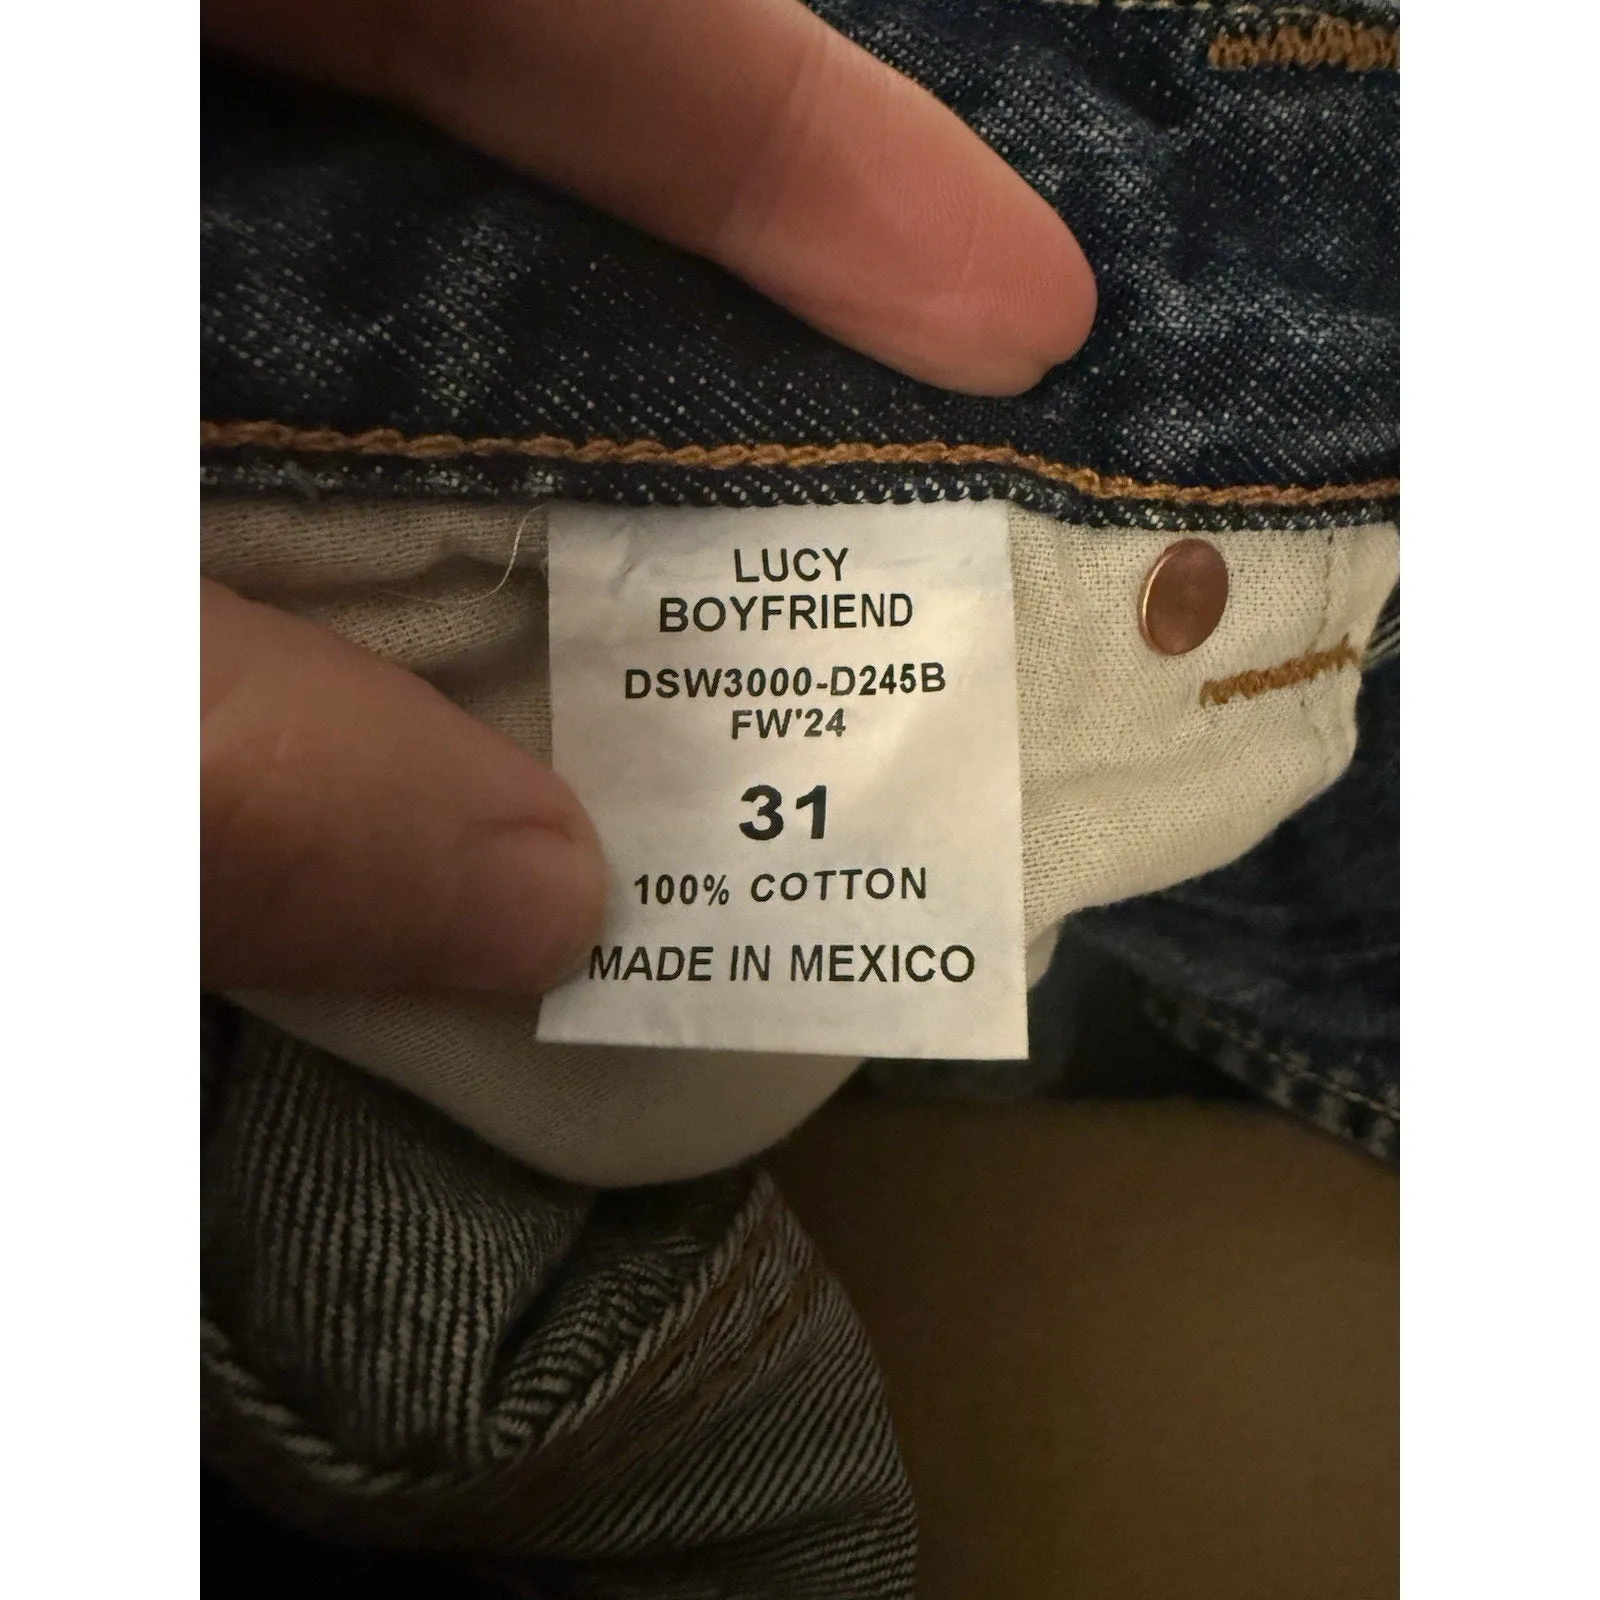 LUCY
BOYFRIEND
DSW3000-D245B
FW'24
31
100% COTTON
MADE IN MEXICO